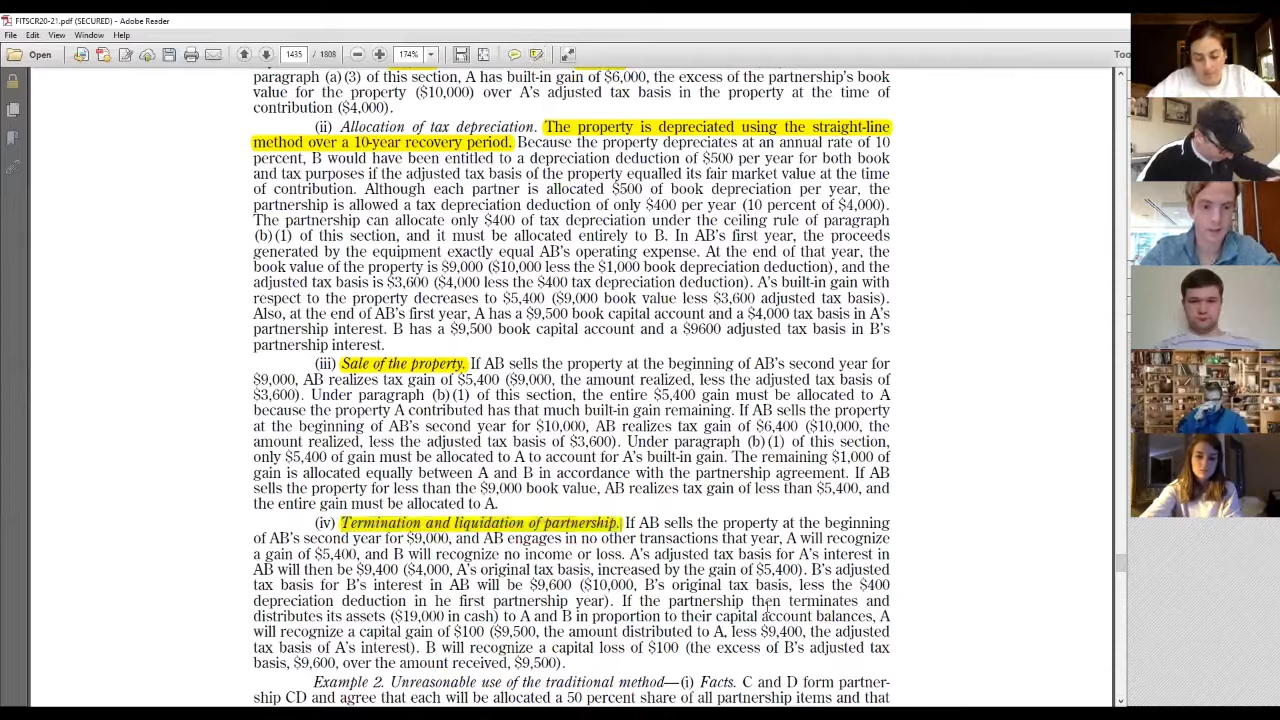 FITSCR20-21.pdf (SECURED) - Adobe Reader
File Edit View Window Help
Open 1435 / 1808 174% Too
paragraph (a)(3) of this section, A has built-in gain of $6,000, the excess of the partnership's book
value for the property ($10,000) over A's adjusted tax basis in the property at the time of
contribution ($4,000).
(ii) Allocation of tax depreciation. The property is depreciated using the straight-line
method over a 10-year recovery period. Because the property depreciates at an annual rate of 10
percent, B would have been entitled to a depreciation deduction of $500 per year for both book
and tax purposes if the adjusted tax basis of the property equalled its fair market value at the time
of contribution. Although each partner is allocated $500 of book depreciation per year, the
partnership is allowed a tax depreciation deduction of only $400 per year (10 percent of $4,000).
The partnership can allocate only $400 of tax depreciation under the ceiling rule of paragraph
(b)(1) of this section, and it must be allocated entirely to B. In AB's first year, the proceeds
generated by the equipment exactly equal AB's operating expense. At the end of that year, the
book value of the property is $9,000 ($10,000 less the $1,000 book depreciation deduction), and the
adjusted tax basis is $3,600 ($4,000 less the $400 tax depreciation deduction). A's built-in gain with
respect to the property decreases to $5,400 ($9,000 book value less $3,600 adjusted tax basis).
Also, at the end of AB's first year, A has a $9,500 book capital account and a $4,000 tax basis in A's
partnership interest. B has a $9,500 book capital account and a $9600 adjusted tax basis in B's
partnership interest.
(iii) Sale of the property. If AB sells the property at the beginning of AB's second year for
$9,000, AB realizes tax gain of $5,400 ($9,000, the amount realized, less the adjusted tax basis of
$3,600). Under paragraph (b)(1) of this section, the entire $5,400 gain must be allocated to A
because the property A contributed has that much built-in gain remaining. If AB sells the property
at the beginning of AB's second year for $10,000, AB realizes tax gain of $6,400 ($10,000, the
amount realized, less the adjusted tax basis of $3,600). Under paragraph (b)(1) of this section,
only $5,400 of gain must be allocated to A to account for A's built-in gain. The remaining $1,000 of
gain is allocated equally between A and B in accordance with the partnership agreement. If AB
sells the property for less than the $9,000 book value, AB realizes tax gain of less than $5,400, and
the entire gain must be allocated to A.
(iv) Termination and liquidation of partnership. If AB sells the property at the beginning
of AB's second year for $9,000, and AB engages in no other transactions that year, A will recognize
a gain of $5,400, and B will recognize no income or loss. A's adjusted tax basis for A's interest in
AB will then be $9,400 ($4,000, A's original tax basis, increased by the gain of $5,400). B's adjusted
tax basis for B's interest in AB will be $9,600 ($10,000, B's original tax basis, less the $400
depreciation deduction in he first partnership year). If the partnership then terminates and
distributes its assets ($19,000 in cash) to A and B in proportion to their capital account balances, A
will recognize a capital gain of $100 ($9,500, the amount distributed to A, less $9,400, the adjusted
tax basis of A's interest). B will recognize a capital loss of $100 (the excess of B's adjusted tax
basis, $9,600, over the amount received, $9,500).
Example 2. Unreasonable use of the traditional method—(i) Facts. C and D form partner-
ship CD and agree that each will be allocated a 50 percent share of all partnership items and that